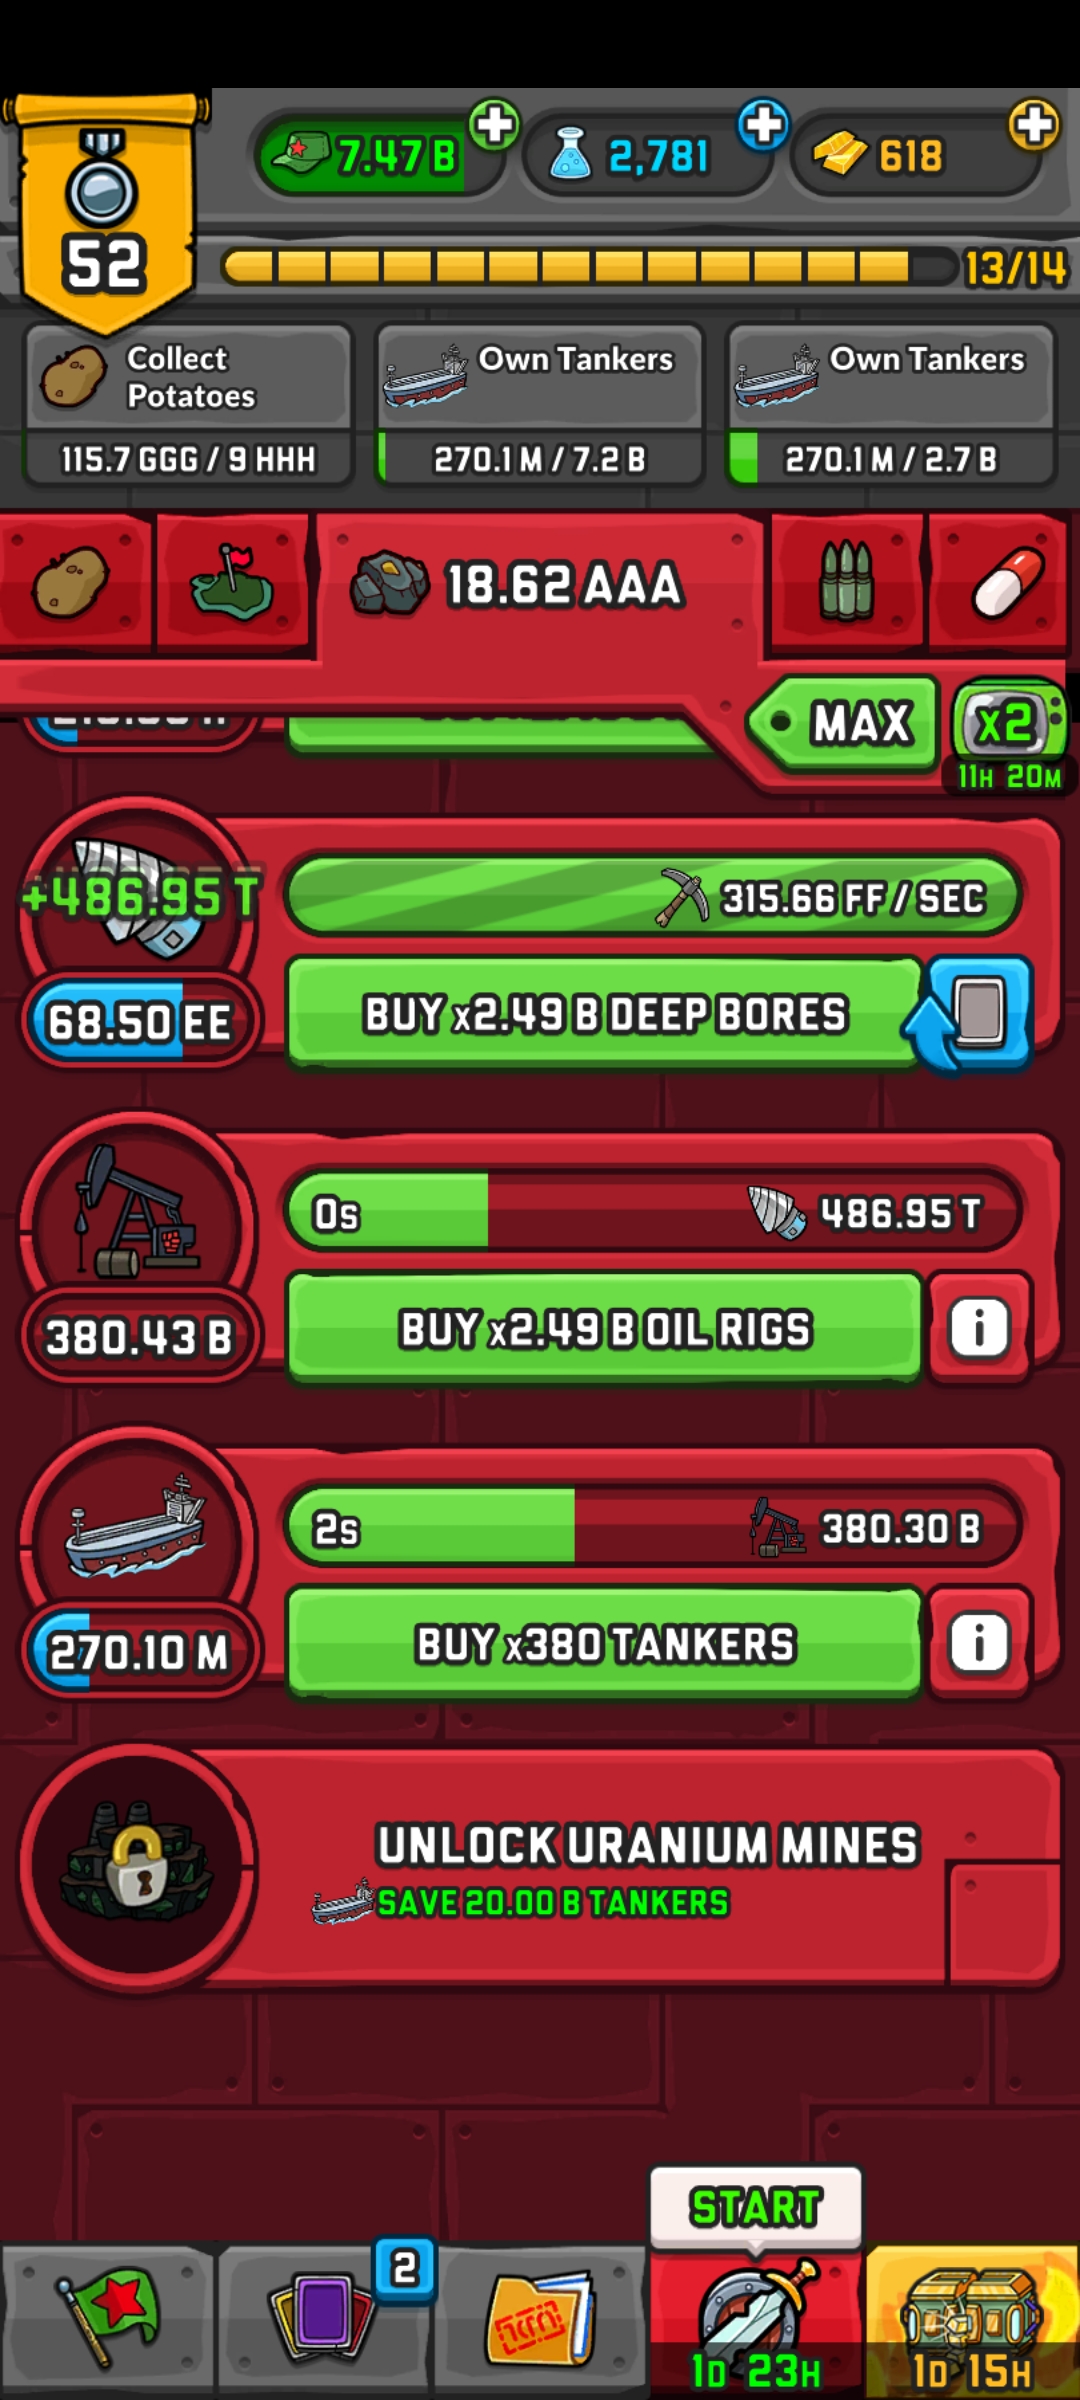 7.47 B
2,781
618
52
13/14
Collect
Potatoes
115.7 GGG / 9 HHH
Own Tankers
270.1 M / 7.2 B
Own Tankers
270.1 M / 2.7 B
18.62 AAA
MAX
x2
11H 20M
+486.95 T
315.66 FF / SEC
68.50 EE
BUY x2.49 B DEEP BORES
0s
486.95 T
380.43 B
BUY x2.49 B OIL RIGS
i
2s
380.30 B
270.10 M
BUY x380 TANKERS
i
UNLOCK URANIUM MINES
SAVE 20.00 B TANKERS
START
2
1D 23H
1D 15H